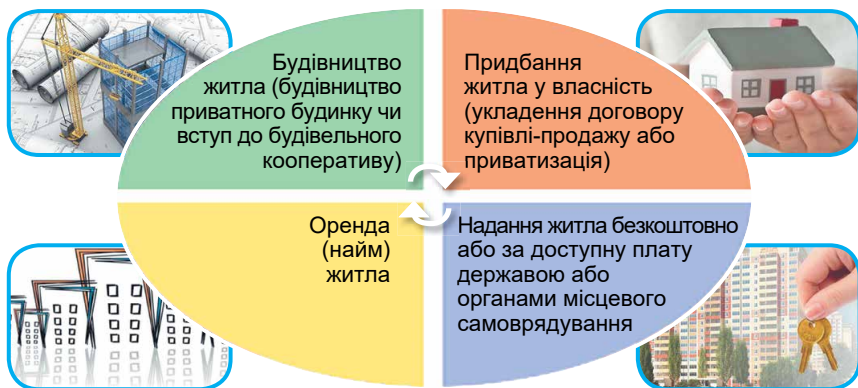 Будівництво
житла (будівництво
приватного будинку чи
вступ до будівельного
кооперативу)
Придбання
житла у власність
(укладення договору
купівлі-продажу або
приватизація)
Оренда
(найм)
житла
Надання житла безкоштовно
або за доступну плату
державою або
органами місцевого
самоврядування